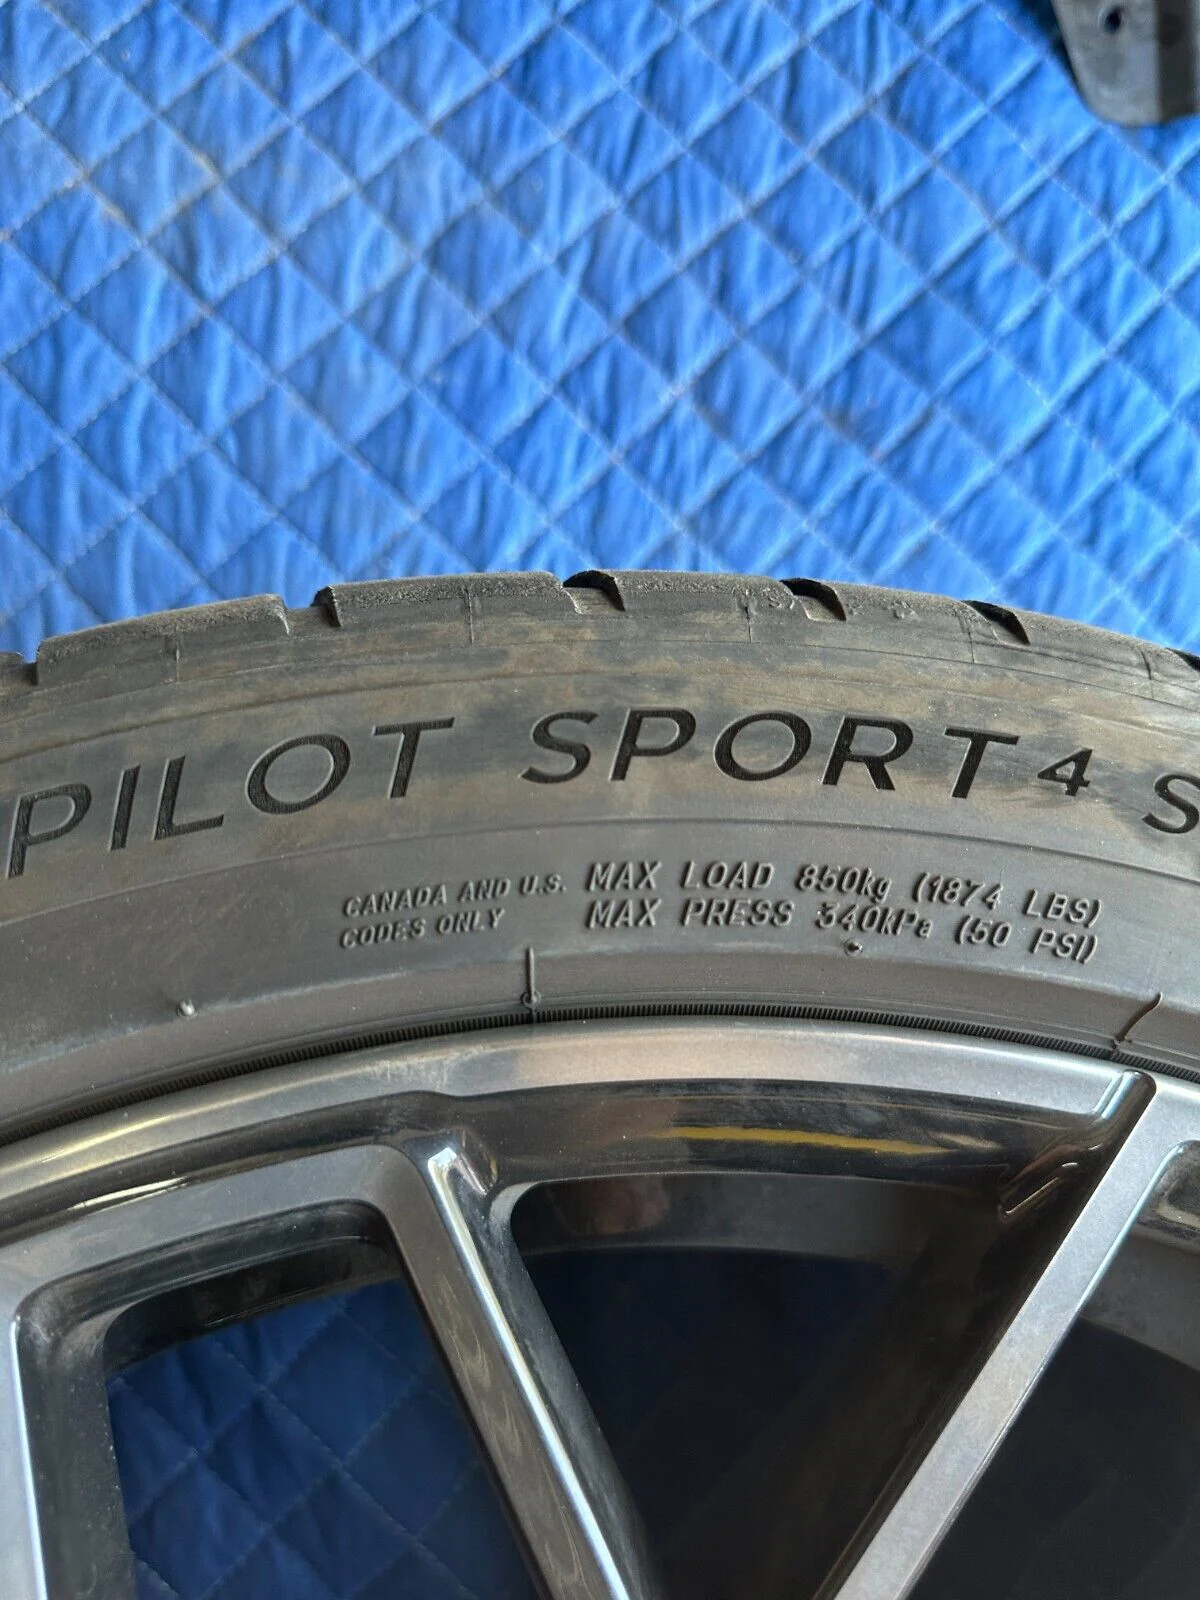 PILOT SPORT 4 S
CANADA AND U.S. CODES ONLY
MAX LOAD 850kg (1874 LBS)
MAX PRESS 340kPa (50 PSI)